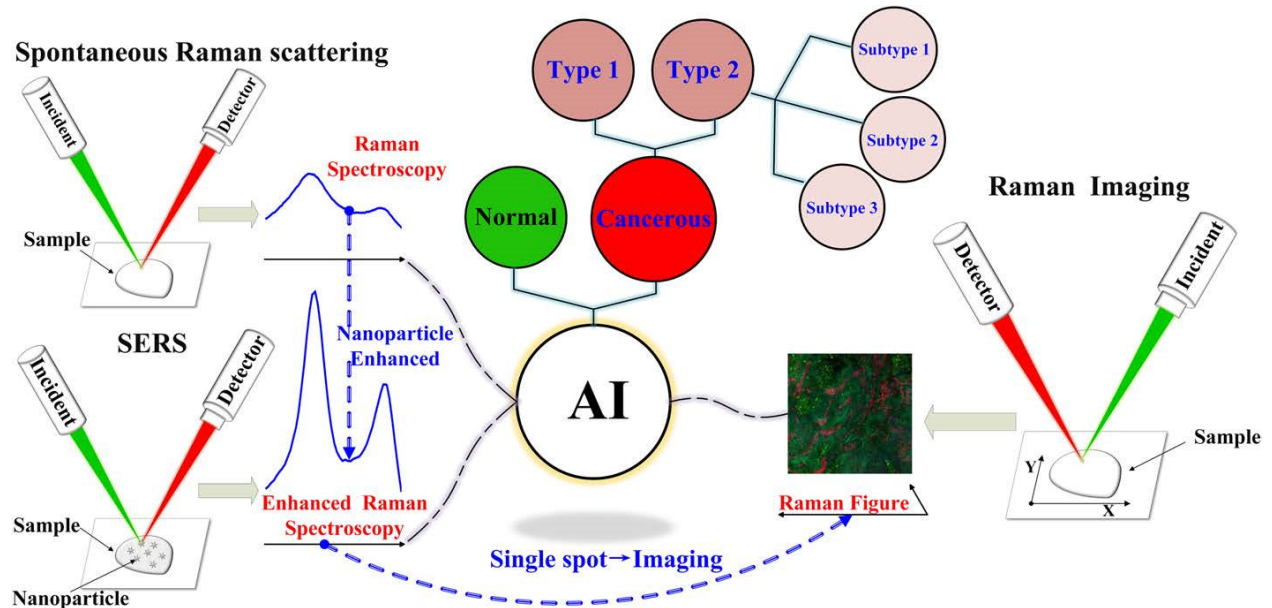 Spontaneous Raman scattering
Incident
Detector
Sample
Raman
Spectroscopy
SERS
Incident
Detector
Nanoparticle
Enhanced
Sample
Nanoparticle
Enhanced Raman
Spectroscopy
Type 1
Type 2
Subtype 1
Subtype 2
Subtype 3
Normal
Cancerous
AI
Single spot→Imaging
Raman Imaging
Detector
Incident
Sample
Y
X
Raman Figure